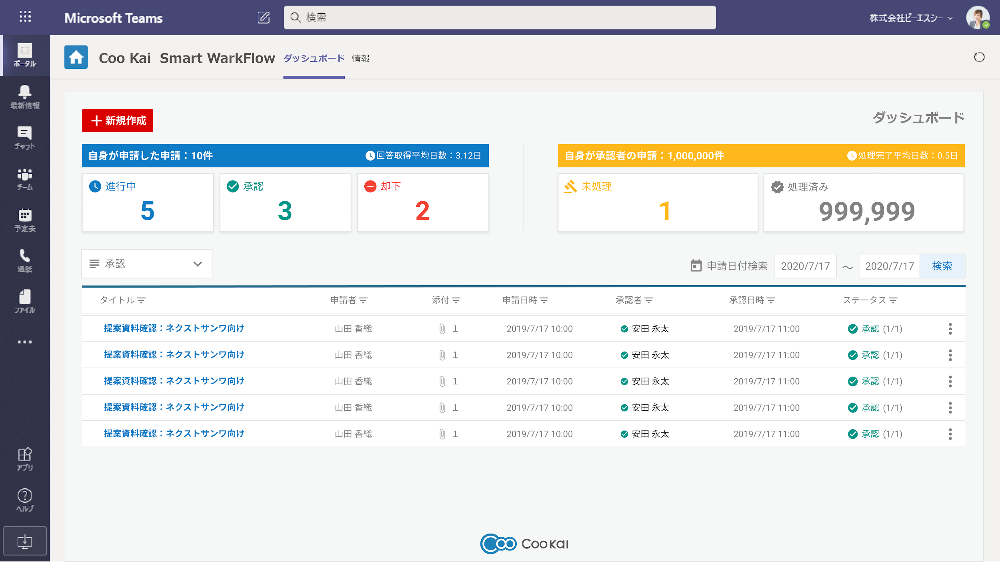 Microsoft Teams
検索
株式会社ピーエスシー
ポータル
最新情報
チャット
チーム
予定表
通話
ファイル
アプリ
ヘルプ
Coo Kai Smart WarkFlow
ダッシュボード
情報
新規作成
ダッシュボード
自身が申請した申請：10件
回答取得平均日数：3.12日
自身が承認者の申請：1,000,000件
処理完了平均日数：0.5日
進行中
5
承認
3
却下
2
未処理
1
処理済み
999,999
承認
申請日付検索 2020/7/17 ～ 2020/7/17 検索
タイトル 申請者 添付 申請日時 承認者 承認日時 ステータス
提案資料確認：ネクストサンワ向け 山田 香織 1 2019/7/17 10:00 安田 永太 2019/7/17 11:00 承認 (1/1)
提案資料確認：ネクストサンワ向け 山田 香織 1 2019/7/17 10:00 安田 永太 2019/7/17 11:00 承認 (1/1)
提案資料確認：ネクストサンワ向け 山田 香織 1 2019/7/17 10:00 安田 永太 2019/7/17 11:00 承認 (1/1)
提案資料確認：ネクストサンワ向け 山田 香織 1 2019/7/17 10:00 安田 永太 2019/7/17 11:00 承認 (1/1)
提案資料確認：ネクストサンワ向け 山田 香織 1 2019/7/17 10:00 安田 永太 2019/7/17 11:00 承認 (1/1)
Coo Kai